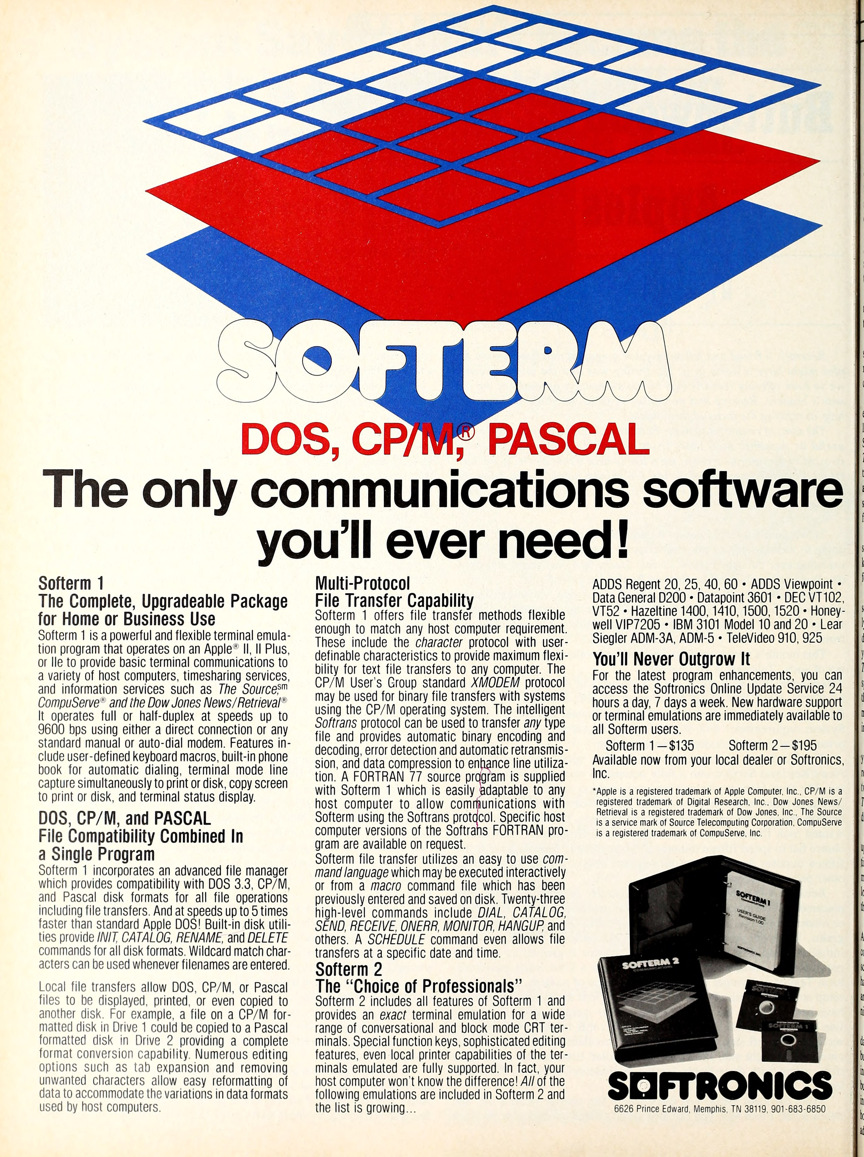 SOFTERM
DOS, CP/M,® PASCAL
The only communications software
you'll ever need!
Softerm 1
The Complete, Upgradeable Package
for Home or Business Use
Softerm 1 is a powerful and flexible terminal emula-
tion program that operates on an Apple® II, II Plus,
or IIe to provide basic terminal communications to
a variety of host computers, timesharing services,
and information services such as The Source,℠
CompuServe® and the Dow Jones News/Retrieval®
It operates full or half-duplex at speeds up to
9600 bps using either a direct connection or any
standard manual or auto-dial modem. Features in-
clude user-defined keyboard macros, built-in phone
book for automatic dialing, terminal mode line
capture simultaneously to print or disk, copy screen
to print or disk, and terminal status display.
DOS, CP/M, and PASCAL
File Compatibility Combined In
a Single Program
Softerm 1 incorporates an advanced file manager
which provides compatibility with DOS 3.3, CP/M,
and Pascal disk formats for all file operations
including file transfers. And at speeds up to 5 times
faster than standard Apple DOS! Built-in disk utili-
ties provide INIT, CATALOG, RENAME, and DELETE
commands for all disk formats. Wildcard match char-
acters can be used whenever filenames are entered.
Local file transfers allow DOS, CP/M, or Pascal
files to be displayed, printed, or even copied to
another disk. For example, a file on a CP/M for-
matted disk in Drive 1 could be copied to a Pascal
formatted disk in Drive 2 providing a complete
format conversion capability. Numerous editing
options such as tab expansion and removing
unwanted characters allow easy reformatting of
data to accommodate the variations in data formats
used by host computers.
Multi-Protocol
File Transfer Capability
Softerm 1 offers file transfer methods flexible
enough to match any host computer requirement.
These include the character protocol with user-
definable characteristics to provide maximum flexi-
bility for text file transfers to any computer. The
CP/M User's Group standard XMODEM protocol
may be used for binary file transfers with systems
using the CP/M operating system. The intelligent
Softrans protocol can be used to transfer any type
file and provides automatic binary encoding and
decoding, error detection and automatic retransmis-
sion, and data compression to enhance line utiliza-
tion. A FORTRAN 77 source program is supplied
with Softerm 1 which is easily adaptable to any
host computer to allow communications with
Softerm using the Softrans protocol. Specific host
computer versions of the Softrans FORTRAN pro-
gram are available on request.
Softerm file transfer utilizes an easy to use com-
mand language which may be executed interactively
or from a macro command file which has been
previously entered and saved on disk. Twenty-three
high-level commands include DIAL, CATALOG,
SEND, RECEIVE, ONERR, MONITOR, HANGUP, and
others. A SCHEDULE command even allows file
transfers at a specific date and time.
Softerm 2
The "Choice of Professionals"
Softerm 2 includes all features of Softerm 1 and
provides an exact terminal emulation for a wide
range of conversational and block mode CRT ter-
minals. Special function keys, sophisticated editing
features, even local printer capabilities of the ter-
minals emulated are fully supported. In fact, your
host computer won't know the difference! All of the
following emulations are included in Softerm 2 and
the list is growing...
ADDS Regent 20, 25, 40, 60 • ADDS Viewpoint •
Data General D200 • Datapoint 3601 • DEC VT102,
VT52 • Hazeltine 1400, 1410, 1500, 1520 • Honey-
well VIP7205 • IBM 3101 Model 10 and 20 • Lear
Siegler ADM-3A, ADM-5 • TeleVideo 910, 925
You'll Never Outgrow It
For the latest program enhancements, you can
access the Softronics Online Update Service 24
hours a day, 7 days a week. New hardware support
or terminal emulations are immediately available to
all Softerm users.
Softerm 1—$135 Softerm 2—$195
Available now from your local dealer or Softronics,
Inc.
*Apple is a registered trademark of Apple Computer, Inc., CP/M is a
registered trademark of Digital Research, Inc., Dow Jones News/
Retrieval is a registered trademark of Dow Jones, Inc., The Source
is a service mark of Source Telecomputing Corporation, CompuServe
is a registered trademark of CompuServe, Inc.
SOFTERM 1
USER'S GUIDE
SOFTERM 2
SOFTERM 1
SOFTRONICS
6626 Prince Edward, Memphis, TN 38119, 901-683-6850